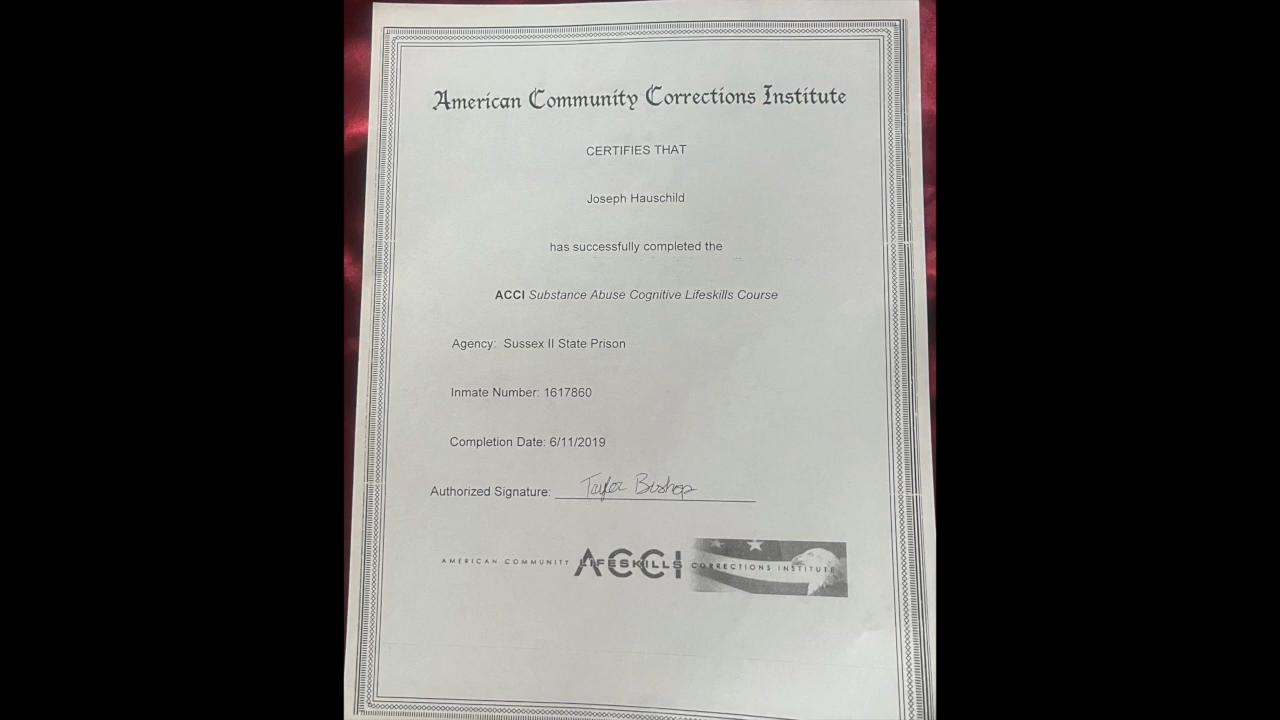 American Community Corrections Institute
CERTIFIES THAT
Joseph Hauschild
has successfully completed the
ACCI Substance Abuse Cognitive Lifeskills Course
Agency: Sussex II State Prison
Inmate Number: 1617860
Completion Date: 6/11/2019
Authorized Signature: Taylor Bishop
AMERICAN COMMUNITY ACCI LIFESKILLS CORRECTIONS INSTITUTE